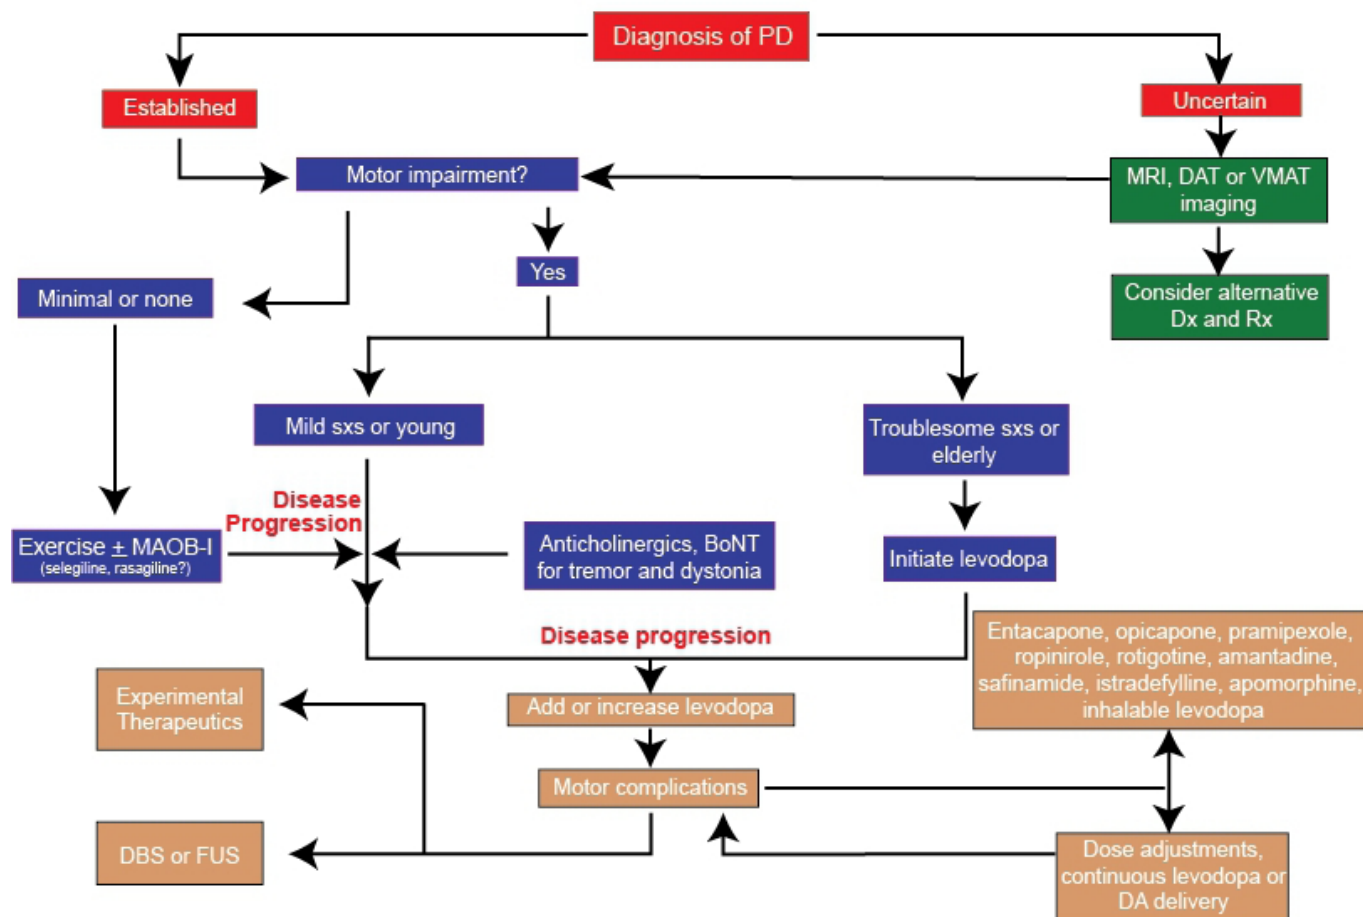 Diagnosis of PD
Established
Uncertain
Motor impairment?
MRI, DAT or VMAT
imaging
Yes
Minimal or none
Consider alternative
Dx and Rx
Mild sxs or young
Troublesome sxs or
elderly
Disease
Progression
Exercise ± MAOB-I
(selegiline, rasagiline?)
Anticholinergics, BoNT
for tremor and dystonia
Initiate levodopa
Disease progression
Entacapone, opicapone, pramipexole,
ropinirole, rotigotine, amantadine,
safinamide, istradefylline, apomorphine,
inhalable levodopa
Experimental
Therapeutics
Add or increase levodopa
Motor complications
DBS or FUS
Dose adjustments,
continuous levodopa or
DA delivery